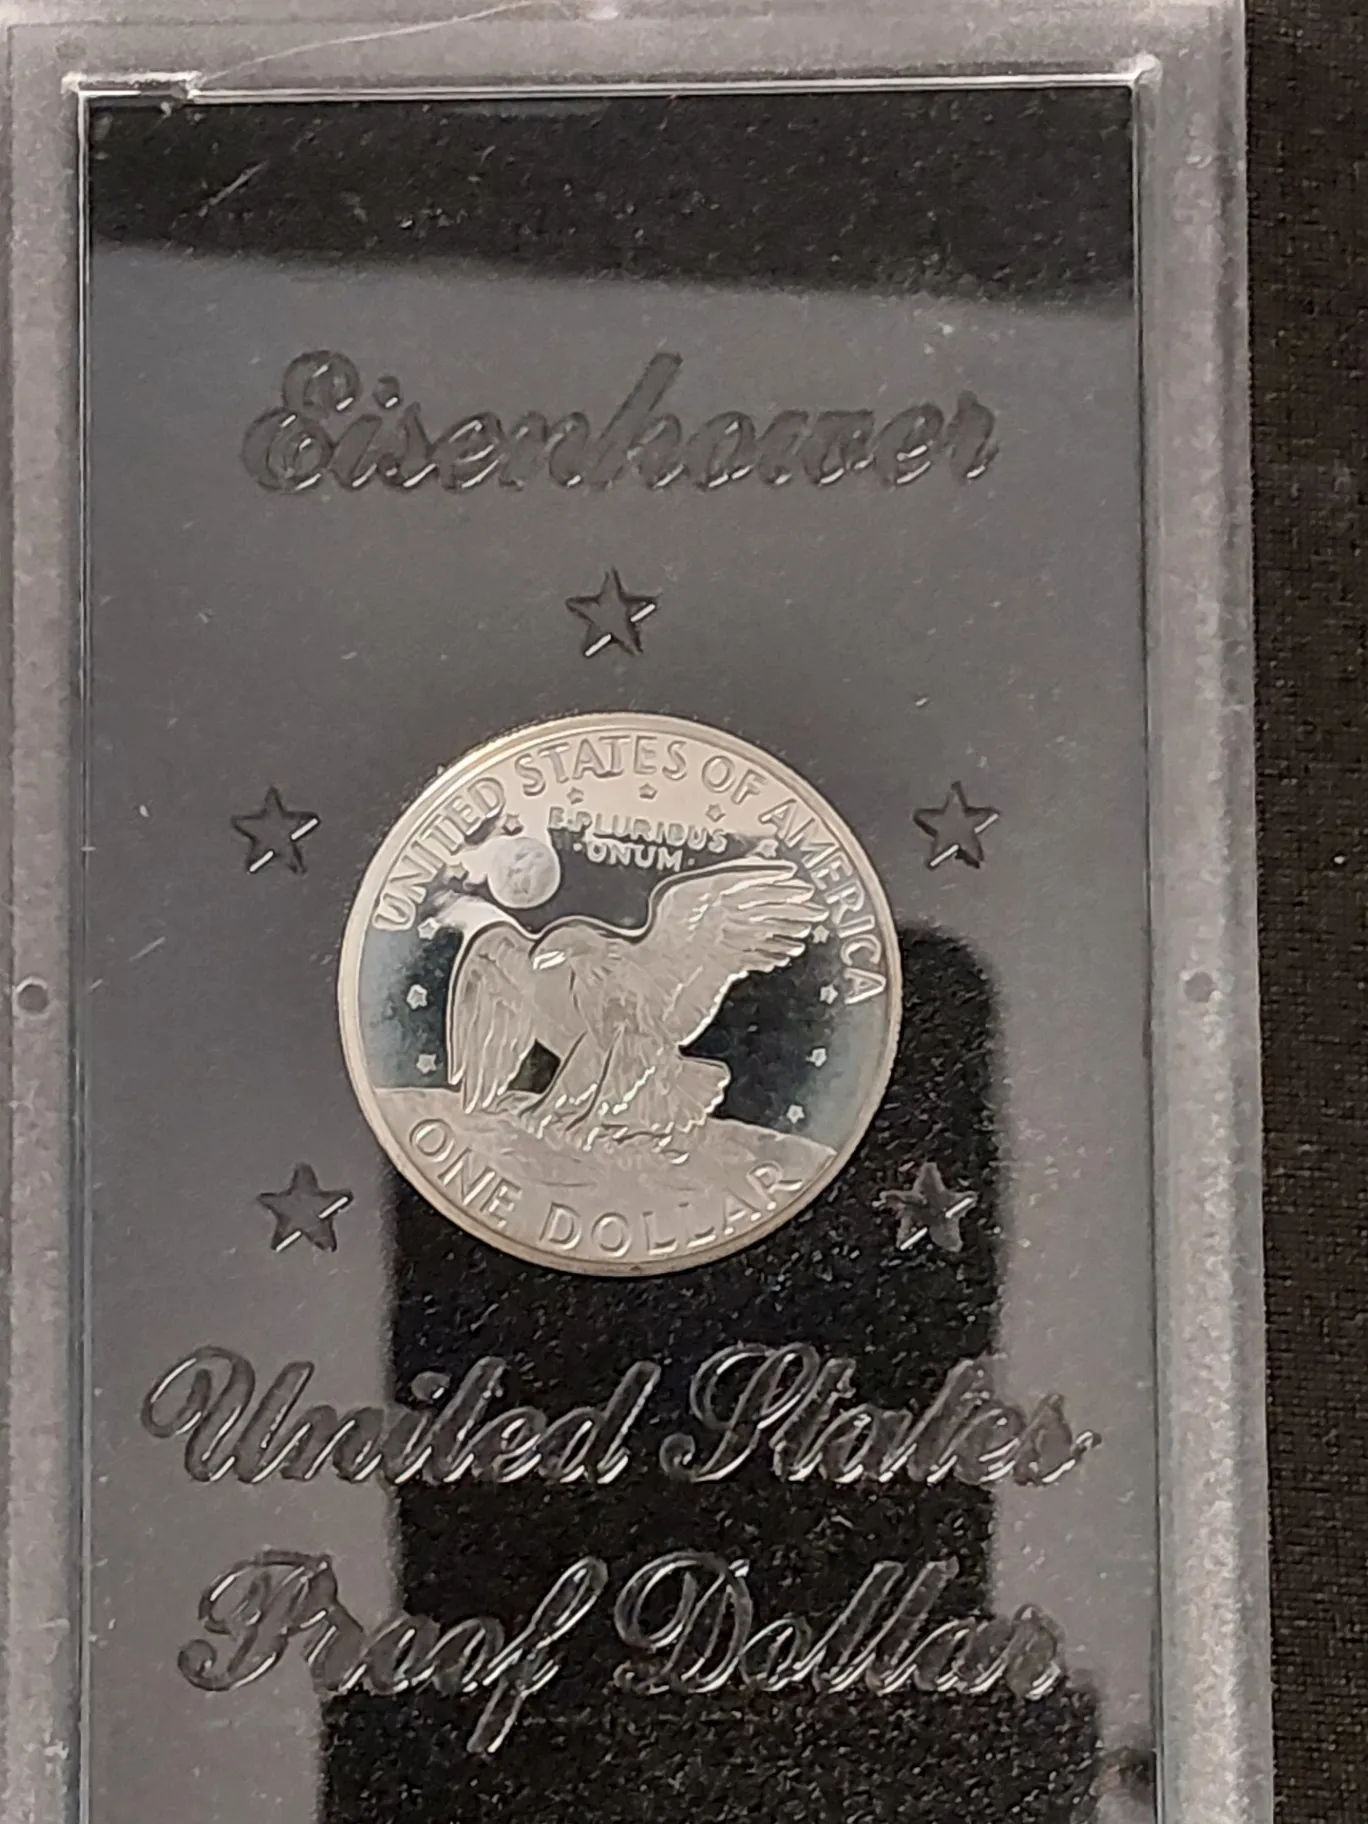 Eisenhower
UNITED STATES OF AMERICA
E·PLURIBUS
·UNUM·
ONE DOLLAR
United States
Proof Dollar